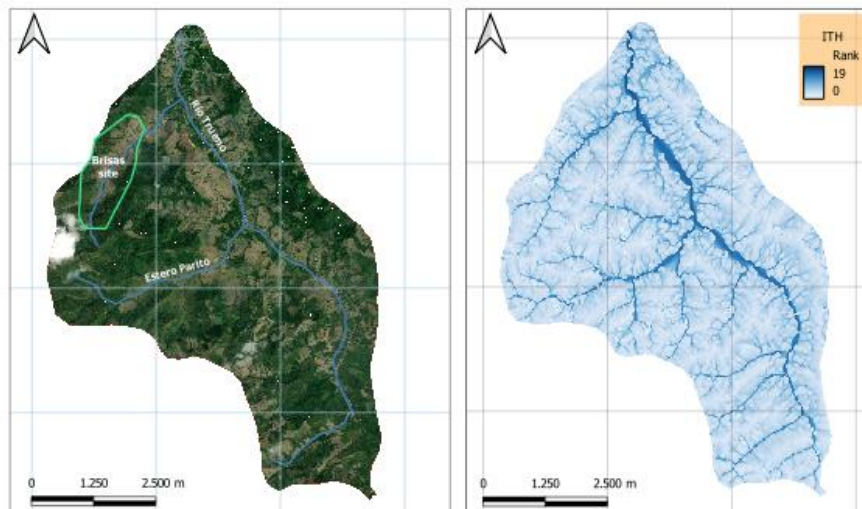 Río Trueno
Brisas
site
Estero Parito
0 1.250 2.500 m
ITH
Rank
19
0
0 1.250 2.500 m